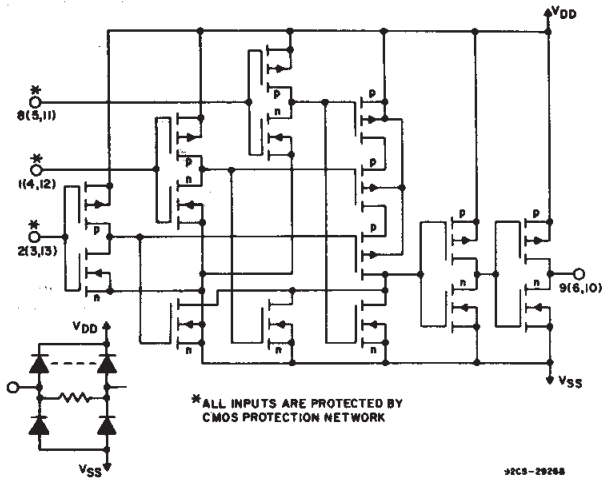 VDD
*
8(5,11)
p
n
p
*
1(4,12)
p
n
p
*
2(3,13)
p
n
p
p
p
n
n
9(6,10)
n
n
n
VDD
VSS
*ALL INPUTS ARE PROTECTED BY
CMOS PROTECTION NETWORK
VSS
92CS-29268